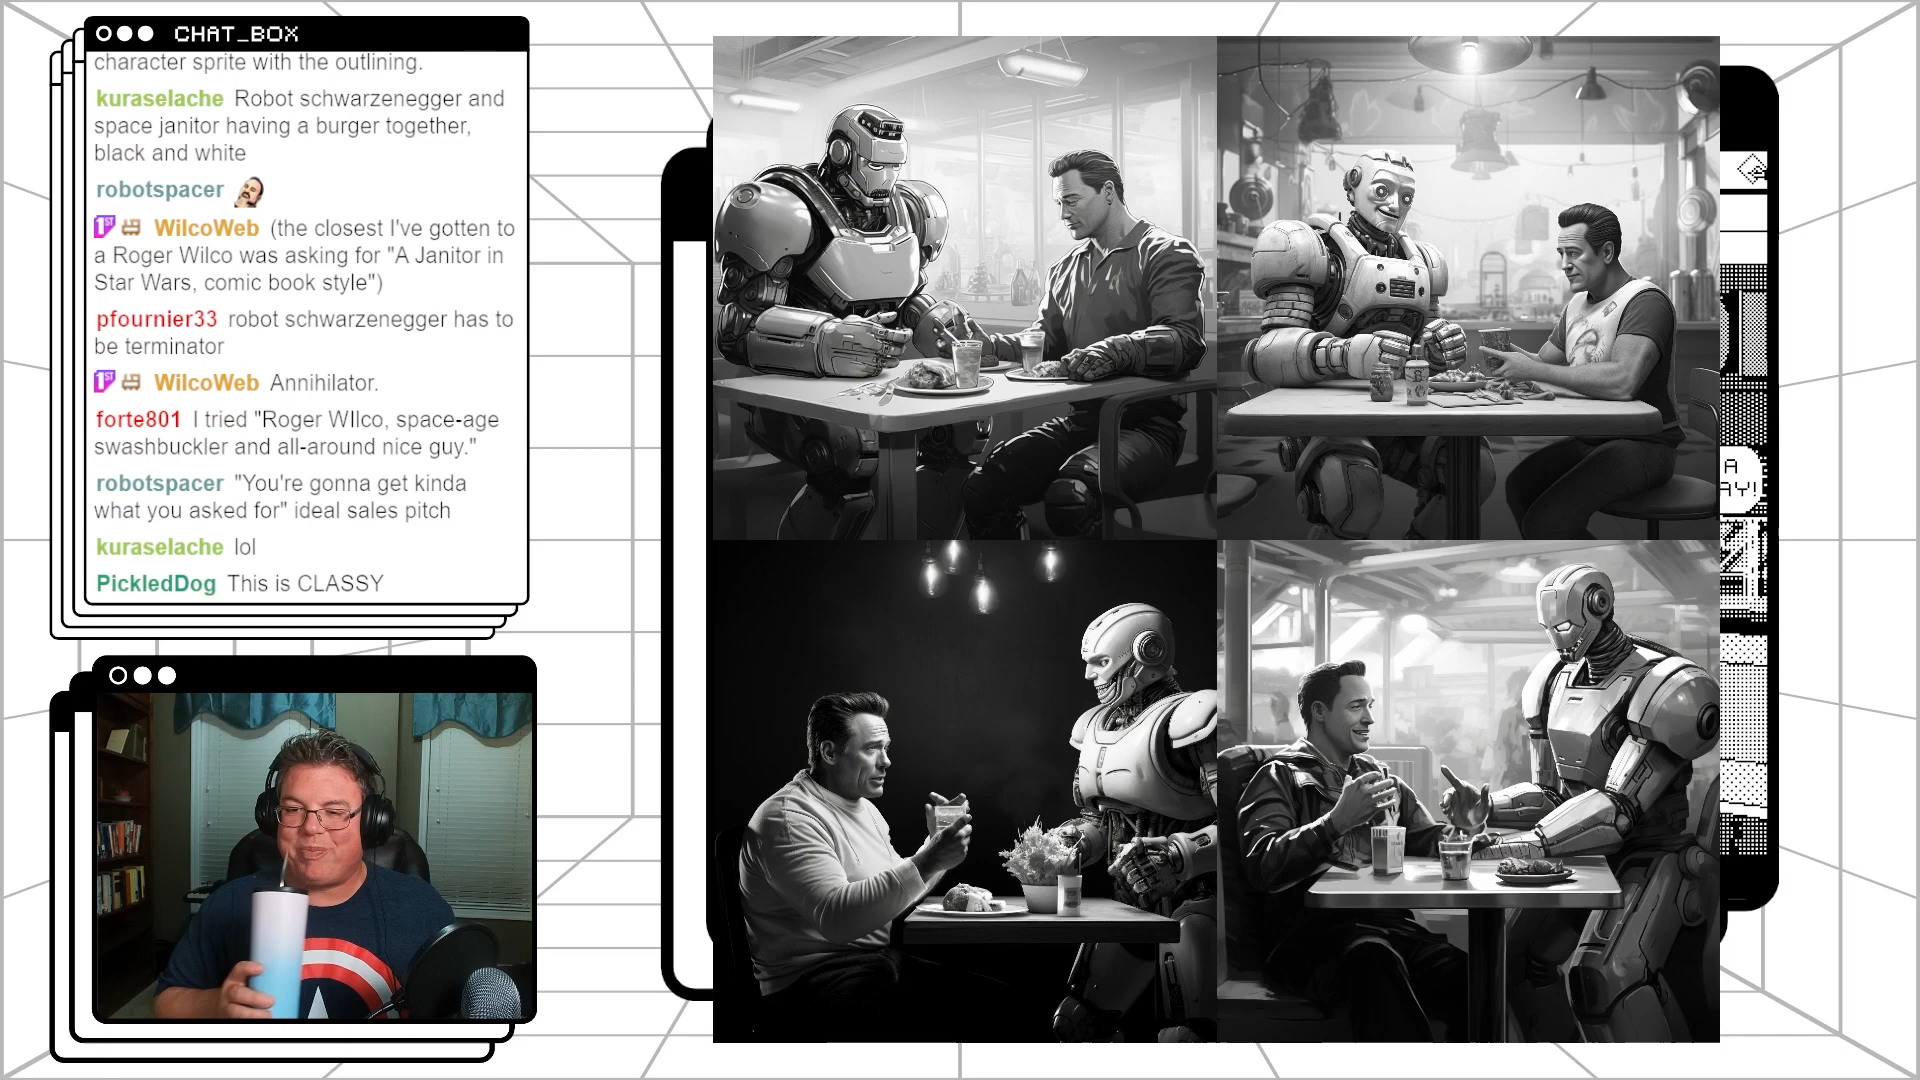 CHAT_BOX
character sprite with the outlining.
kuraselache Robot schwarzenegger and
space janitor having a burger together,
black and white
robotspacer
1ST WilcoWeb (the closest I've gotten to
a Roger Wilco was asking for "A Janitor in
Star Wars, comic book style")
pfournier33 robot schwarzenegger has to
be terminator
1ST WilcoWeb Annihilator.
forte801 I tried "Roger WIlco, space-age
swashbuckler and all-around nice guy."
robotspacer "You're gonna get kinda
what you asked for" ideal sales pitch
kuraselache lol
PickledDog This is CLASSY
A
AY!